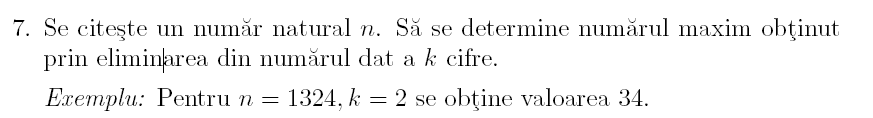 7. Se citeşte un număr natural n. Să se determine numărul maxim obţinut
prin eliminarea din numărul dat a k cifre.
Exemplu: Pentru n = 1324, k = 2 se obţine valoarea 34.